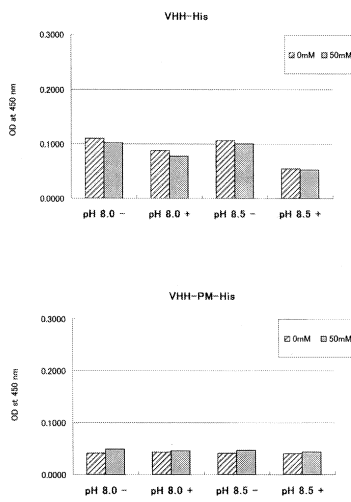 VHH-His
0.3000
0mM 50mM
0.2000
OD at 450 nm
0.1000
0.0000
pH 8.0 - pH 8.0 + pH 8.5 - pH 8.5 +
VHH-PM-His
0.3000
0mM 50mM
0.2000
OD at 450 nm
0.1000
0.0000
pH 8.0 - pH 8.0 + pH 8.5 - pH 8.5 +